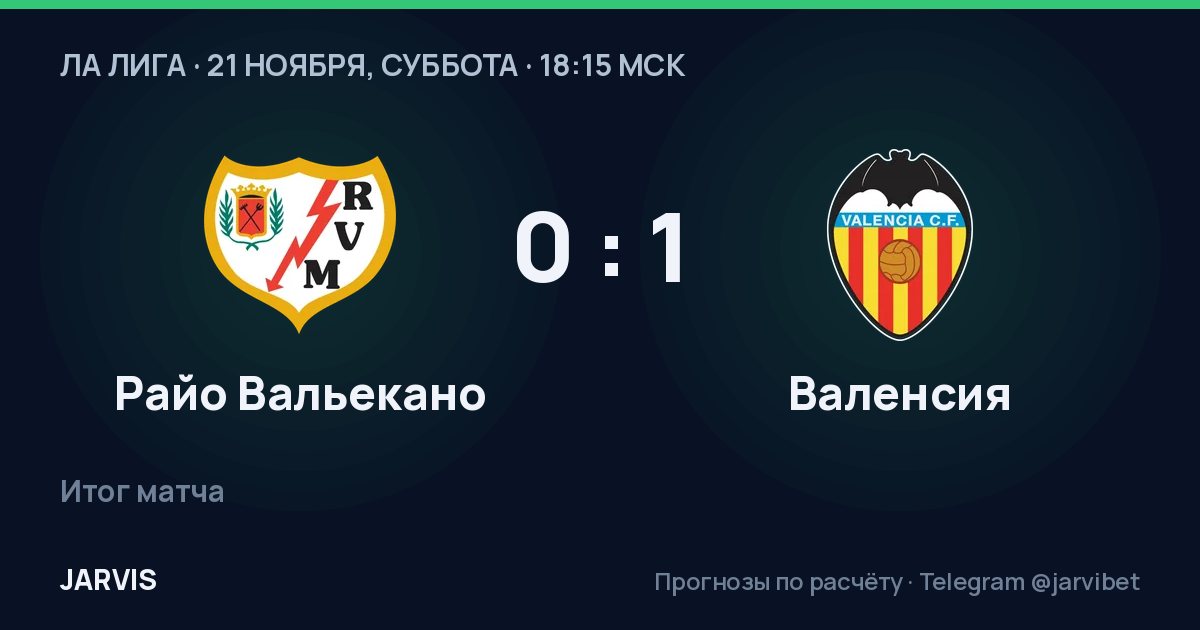 ЛА ЛИГА · 21 НОЯБРЯ, СУББОТА · 18:15 МСК
R
V
M
0 : 1
VALENCIA C.F.
Райо Вальекано
Валенсия
Итог матча
JARVIS
Прогнозы по расчёту · Telegram @jarvibet